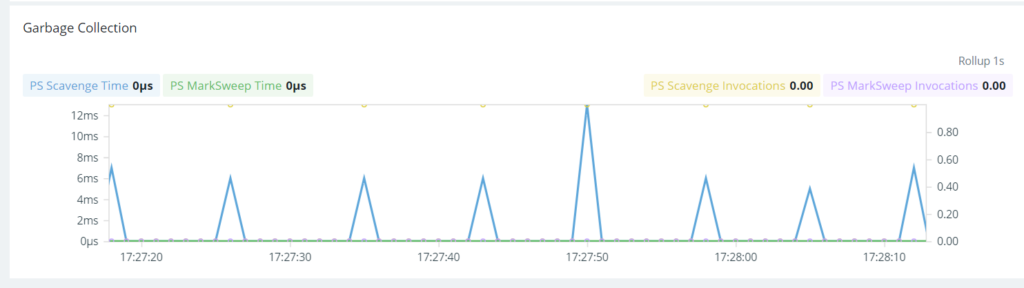 Garbage Collection
Rollup 1s
PS Scavenge Time 0μs PS MarkSweep Time 0μs PS Scavenge Invocations 0.00 PS MarkSweep Invocations 0.00
12ms
10ms
8ms
6ms
4ms
2ms
0μs
0.80
0.60
0.40
0.20
0.00
17:27:20 17:27:30 17:27:40 17:27:50 17:28:00 17:28:10